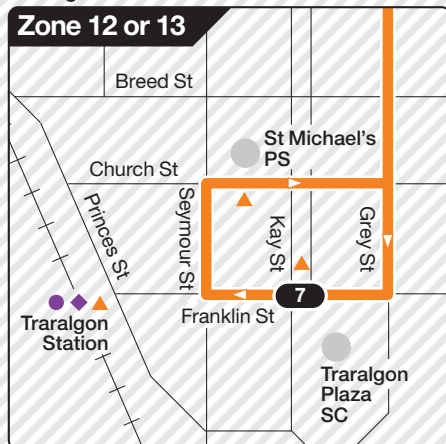 Zone 12 or 13
Breed St
St Michael's
PS
Church St
Princes St
Seymour St
Kay St
Grey St
7
Franklin St
Traralgon
Station
Traralgon
Plaza
SC